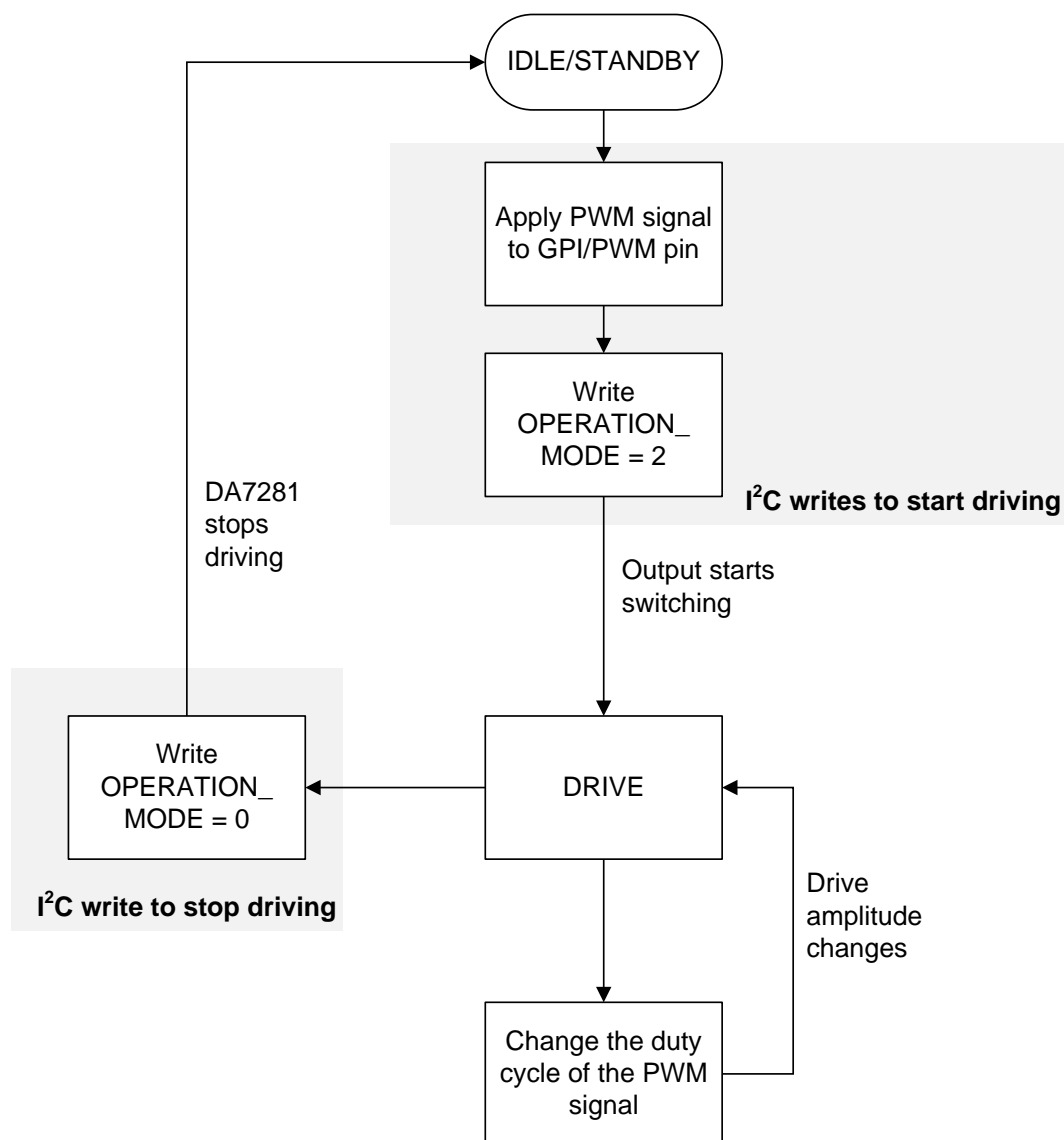 IDLE/STANDBY
Apply PWM signal
to GPI/PWM pin
Write
OPERATION_
MODE = 2
I²C writes to start driving
DA7281
stops
driving
Output starts
switching
Write
OPERATION_
MODE = 0
DRIVE
I²C write to stop driving
Drive
amplitude
changes
Change the duty
cycle of the PWM
signal